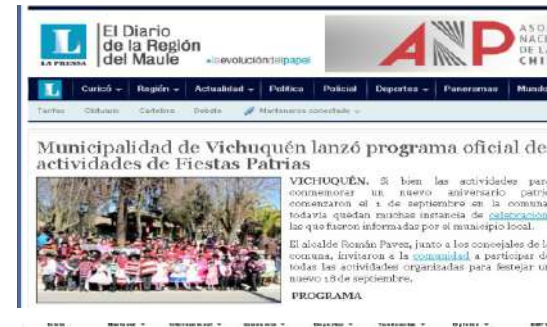 El Diario
de la Región
del Maule
LA PRENSA
laevolucióndelpapel
ANP
ASO
NACI
DE LA
CHI
Curicó Región Actualidad Política Policial Deportes Panoramas Mundo
Tarifas Obituario Cartelera Debate Mantenerse conectado
Municipalidad de Vichuquén lanzó programa oficial de
actividades de Fiestas Patrias
VICHUQUÉN. Si bien las actividades para
conmemorar un nuevo aniversario patrio
comenzaron el 1 de septiembre en la comuna,
todavía quedan muchas instancia de celebración
las que fueron informadas por el municipio local.
El alcalde Román Pavez, junto a los concejales de la
comuna, invitaron a la comunidad a participar de
todas las actividades organizadas para festejar un
nuevo 18 de septiembre.
PROGRAMA